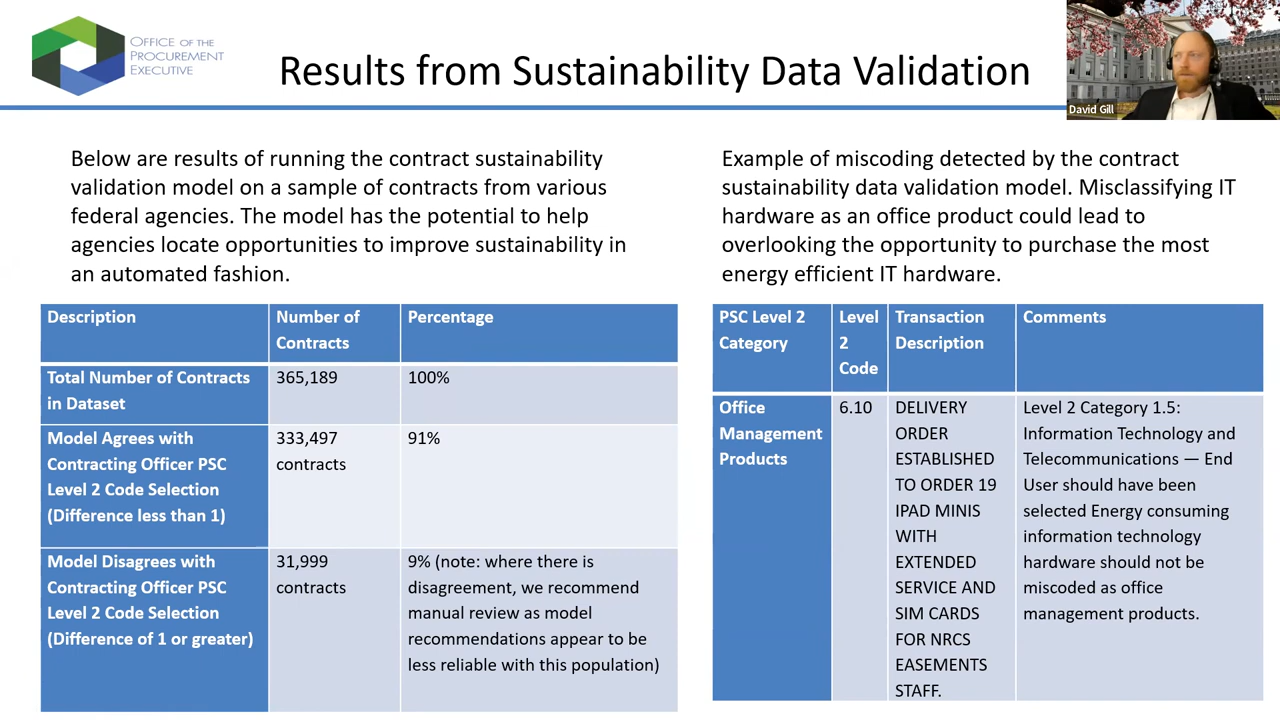 OFFICE OF THE
PROCUREMENT
EXECUTIVE
Results from Sustainability Data Validation
David Gill
Below are results of running the contract sustainability
validation model on a sample of contracts from various
federal agencies. The model has the potential to help
agencies locate opportunities to improve sustainability in
an automated fashion.
Description
Number of
Contracts
Percentage
Total Number of Contracts
in Dataset
365,189
100%
Model Agrees with
Contracting Officer PSC
Level 2 Code Selection
(Difference less than 1)
333,497
contracts
91%
Model Disagrees with
Contracting Officer PSC
Level 2 Code Selection
(Difference of 1 or greater)
31,999
contracts
9% (note: where there is
disagreement, we recommend
manual review as model
recommendations appear to be
less reliable with this population)
Example of miscoding detected by the contract
sustainability data validation model. Misclassifying IT
hardware as an office product could lead to
overlooking the opportunity to purchase the most
energy efficient IT hardware.
PSC Level 2
Category
Level
2
Code
Transaction
Description
Comments
Office
Management
Products
6.10
DELIVERY
ORDER
ESTABLISHED
TO ORDER 19
IPAD MINIS
WITH
EXTENDED
SERVICE AND
SIM CARDS
FOR NRCS
EASEMENTS
STAFF.
Level 2 Category 1.5:
Information Technology and
Telecommunications — End
User should have been
selected Energy consuming
information technology
hardware should not be
miscoded as office
management products.